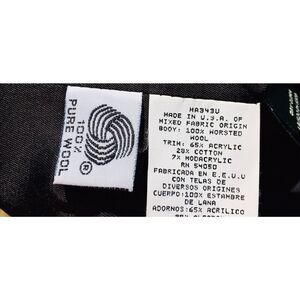 100%
PURE WOOL
®
HA343U
MADE IN U.S.A. OF
MIXED FABRIC ORIGIN
BODY: 100% WORSTED
WOOL
TRIM: 65% ACRYLIC
28% COTTON
7% MODACRYLIC
RN 54050
FABRICADA EN E.E.U.U
CON TELAS DE
DIVERSOS ORIGINES
CUERPO:100% ESTAMBRE
DE LANA
ADORNOS:65% ACRILICO